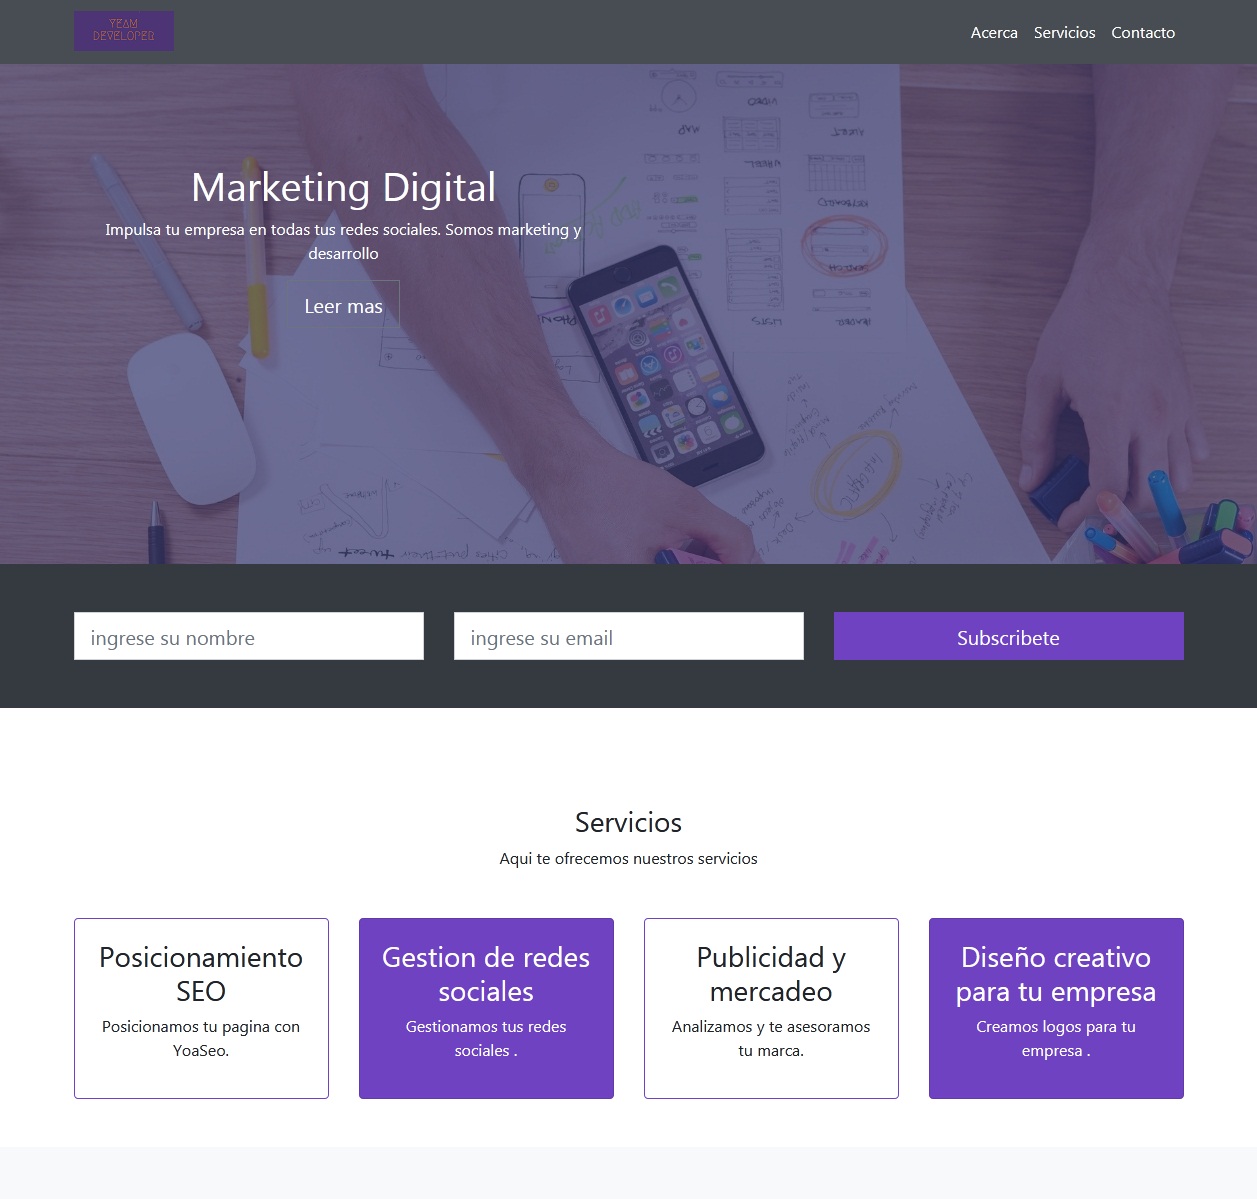 YEAM
DEVELOPER
Acerca Servicios Contacto
Marketing Digital
Impulsa tu empresa en todas tus redes sociales. Somos marketing y
desarrollo
Leer mas
ingrese su nombre
ingrese su email
Subscribete
Servicios
Aqui te ofrecemos nuestros servicios
Posicionamiento
SEO
Posicionamos tu pagina con
YoaSeo.
Gestion de redes
sociales
Gestionamos tus redes
sociales .
Publicidad y
mercadeo
Analizamos y te asesoramos
tu marca.
Diseño creativo
para tu empresa
Creamos logos para tu
empresa .